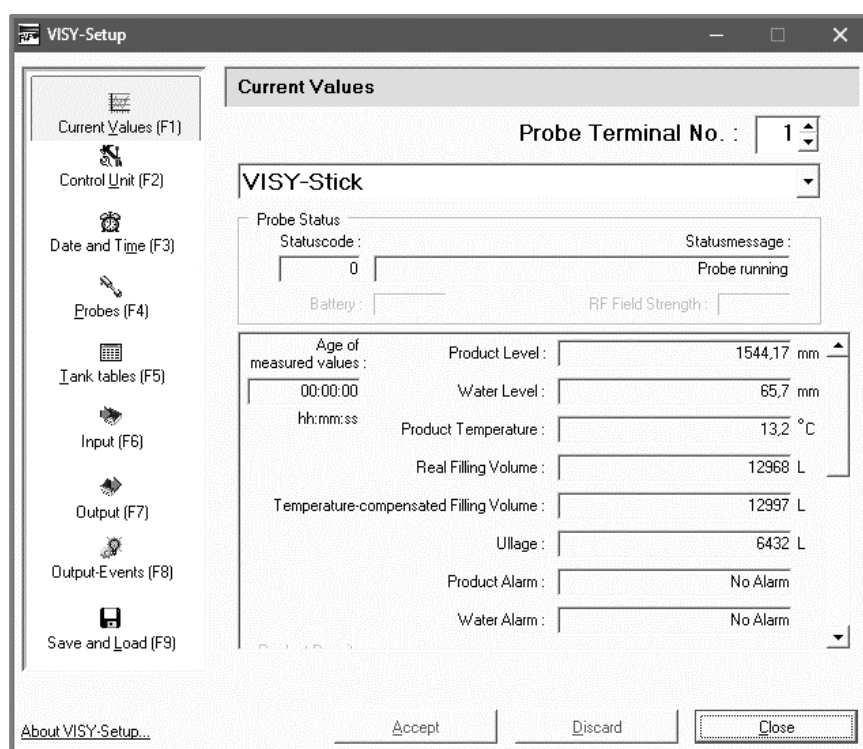 VISY-Setup
Current Values (F1)
Control Unit (F2)
Date and Time (F3)
Probes (F4)
Tank tables (F5)
Input (F6)
Output (F7)
Output-Events (F8)
Save and Load (F9)
About VISY-Setup...
Current Values
Probe Terminal No. : 1
VISY-Stick
Probe Status
Statuscode : Statusmessage :
0 Probe running
Battery : RF Field Strength :
Age of
measured values :
00:00:00
hh:mm:ss
Product Level : 1544,17 mm
Water Level : 65,7 mm
Product Temperature : 13,2 °C
Real Filling Volume : 12968 L
Temperature-compensated Filling Volume : 12997 L
Ullage : 6432 L
Product Alarm : No Alarm
Water Alarm : No Alarm
Accept Discard Close